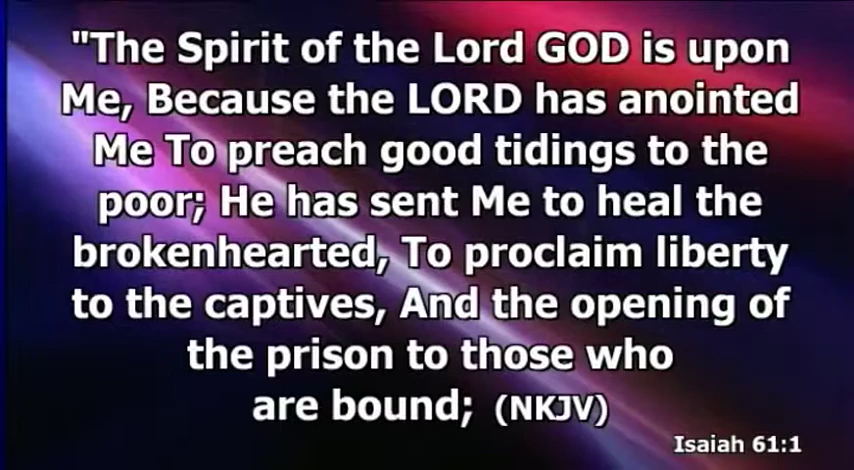 "The Spirit of the Lord GOD is upon
Me, Because the LORD has anointed
Me To preach good tidings to the
poor; He has sent Me to heal the
brokenhearted, To proclaim liberty
to the captives, And the opening of
the prison to those who
are bound; (NKJV)
Isaiah 61:1